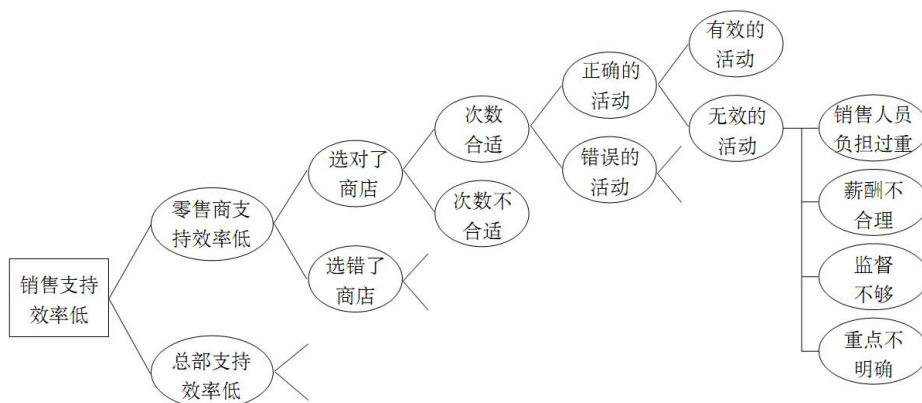 销售支持
效率低
零售商支
持效率低
总部支持
效率低
选对了
商店
选错了
商店
次数
合适
次数不
合适
正确的
活动
错误的
活动
有效的
活动
无效的
活动
销售人员
负担过重
薪酬不
合理
监督
不够
重点不
明确